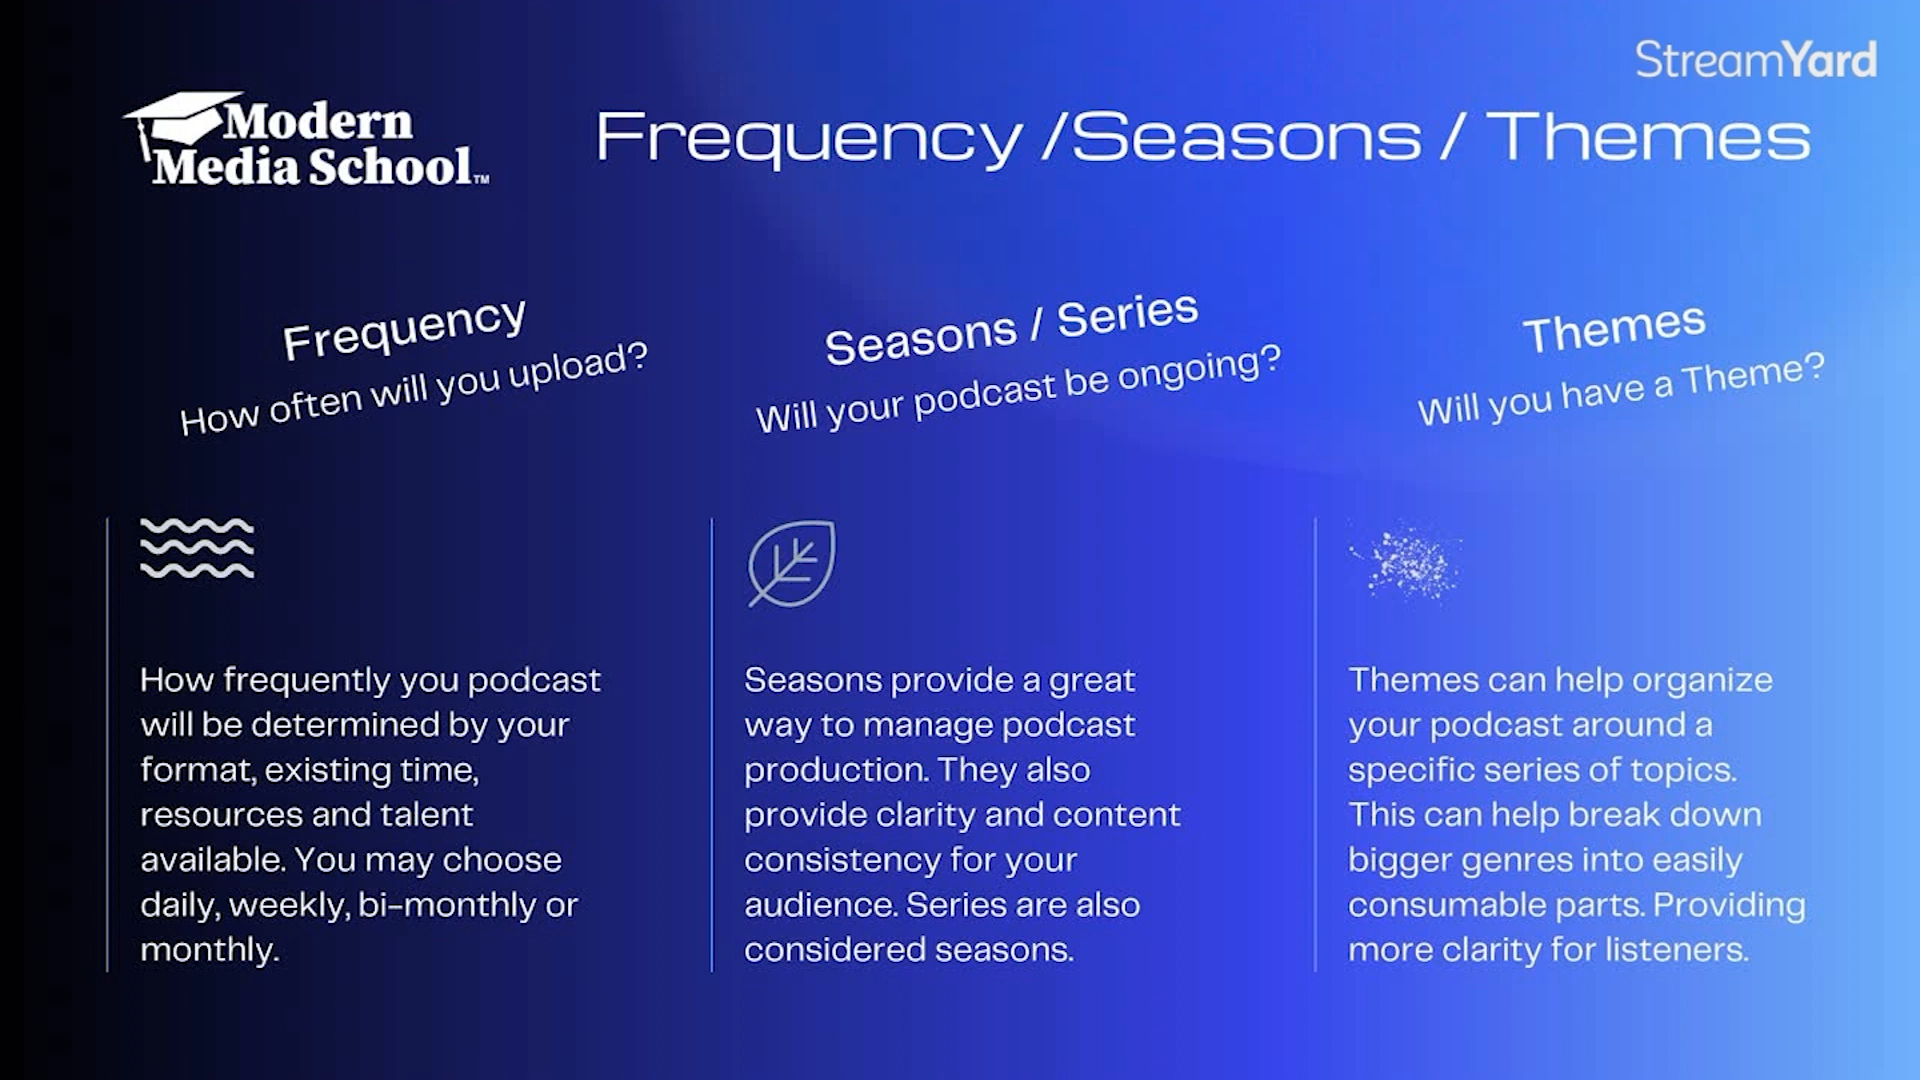 StreamYard
Modern
Media School™
Frequency /Seasons / Themes
Frequency
How often will you upload?
Seasons / Series
Will your podcast be ongoing?
Themes
Will you have a Theme?
How frequently you podcast
will be determined by your
format, existing time,
resources and talent
available. You may choose
daily, weekly, bi-monthly or
monthly.
Seasons provide a great
way to manage podcast
production. They also
provide clarity and content
consistency for your
audience. Series are also
considered seasons.
Themes can help organize
your podcast around a
specific series of topics.
This can help break down
bigger genres into easily
consumable parts. Providing
more clarity for listeners.